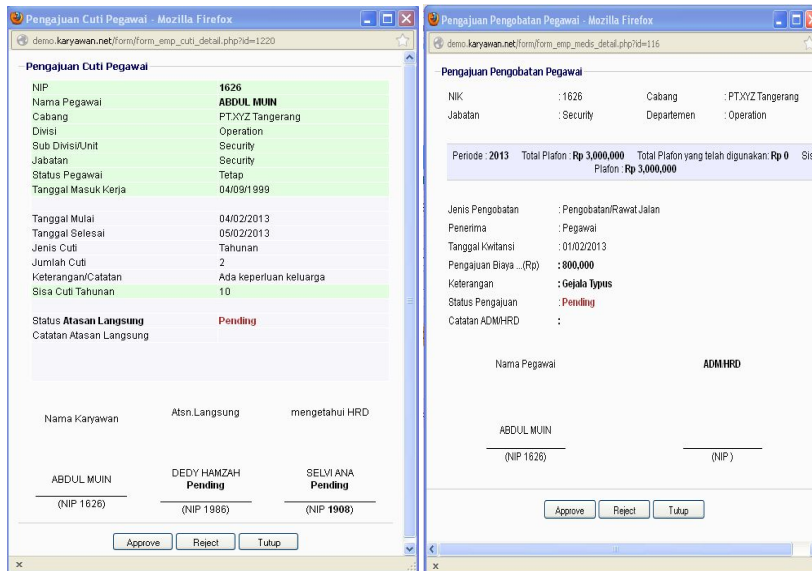 Pengajuan Cuti Pegawai - Mozilla Firefox
demo.karyawan.net/form/form_emp_cuti_detail.php?id=1220
Pengajuan Cuti Pegawai
NIP 1626
Nama Pegawai ABDUL MUIN
Cabang PT.XYZ Tangerang
Divisi Operation
Sub Divisi/Unit Security
Jabatan Security
Status Pegawai Tetap
Tanggal Masuk Kerja 04/09/1999
Tanggal Mulai 04/02/2013
Tanggal Selesai 05/02/2013
Jenis Cuti Tahunan
Jumlah Cuti 2
Keterangan/Catatan Ada keperluan keluarga
Sisa Cuti Tahunan 10
Status Atasan Langsung Pending
Catatan Atasan Langsung
Nama Karyawan Atsn.Langsung mengetahui HRD
ABDUL MUIN DEDY HAMZAH SELVI ANA
Pending Pending
(NIP 1626) (NIP 1986) (NIP 1908)
Approve Reject Tutup
x
Pengajuan Pengobatan Pegawai - Mozilla Firefox
demo.karyawan.net/form/form_emp_medis_detail.php?id=116
Pengajuan Pengobatan Pegawai
NIK : 1626 Cabang : PT.XYZ Tangerang
Jabatan : Security Departemen : Operation
Periode : 2013 Total Plafon : Rp 3,000,000 Total Plafon yang telah digunakan: Rp 0 Sis
Plafon : Rp 3,000,000
Jenis Pengobatan : Pengobatan/Rawat Jalan
Penerima : Pegawai
Tanggal Kwitansi : 01/02/2013
Pengajuan Biaya ...(Rp) : 800,000
Keterangan : Gejala Typus
Status Pengajuan : Pending
Catatan ADM/HRD :
Nama Pegawai ADM/HRD
ABDUL MUIN
(NIP 1626) (NIP )
Approve Reject Tutup
x